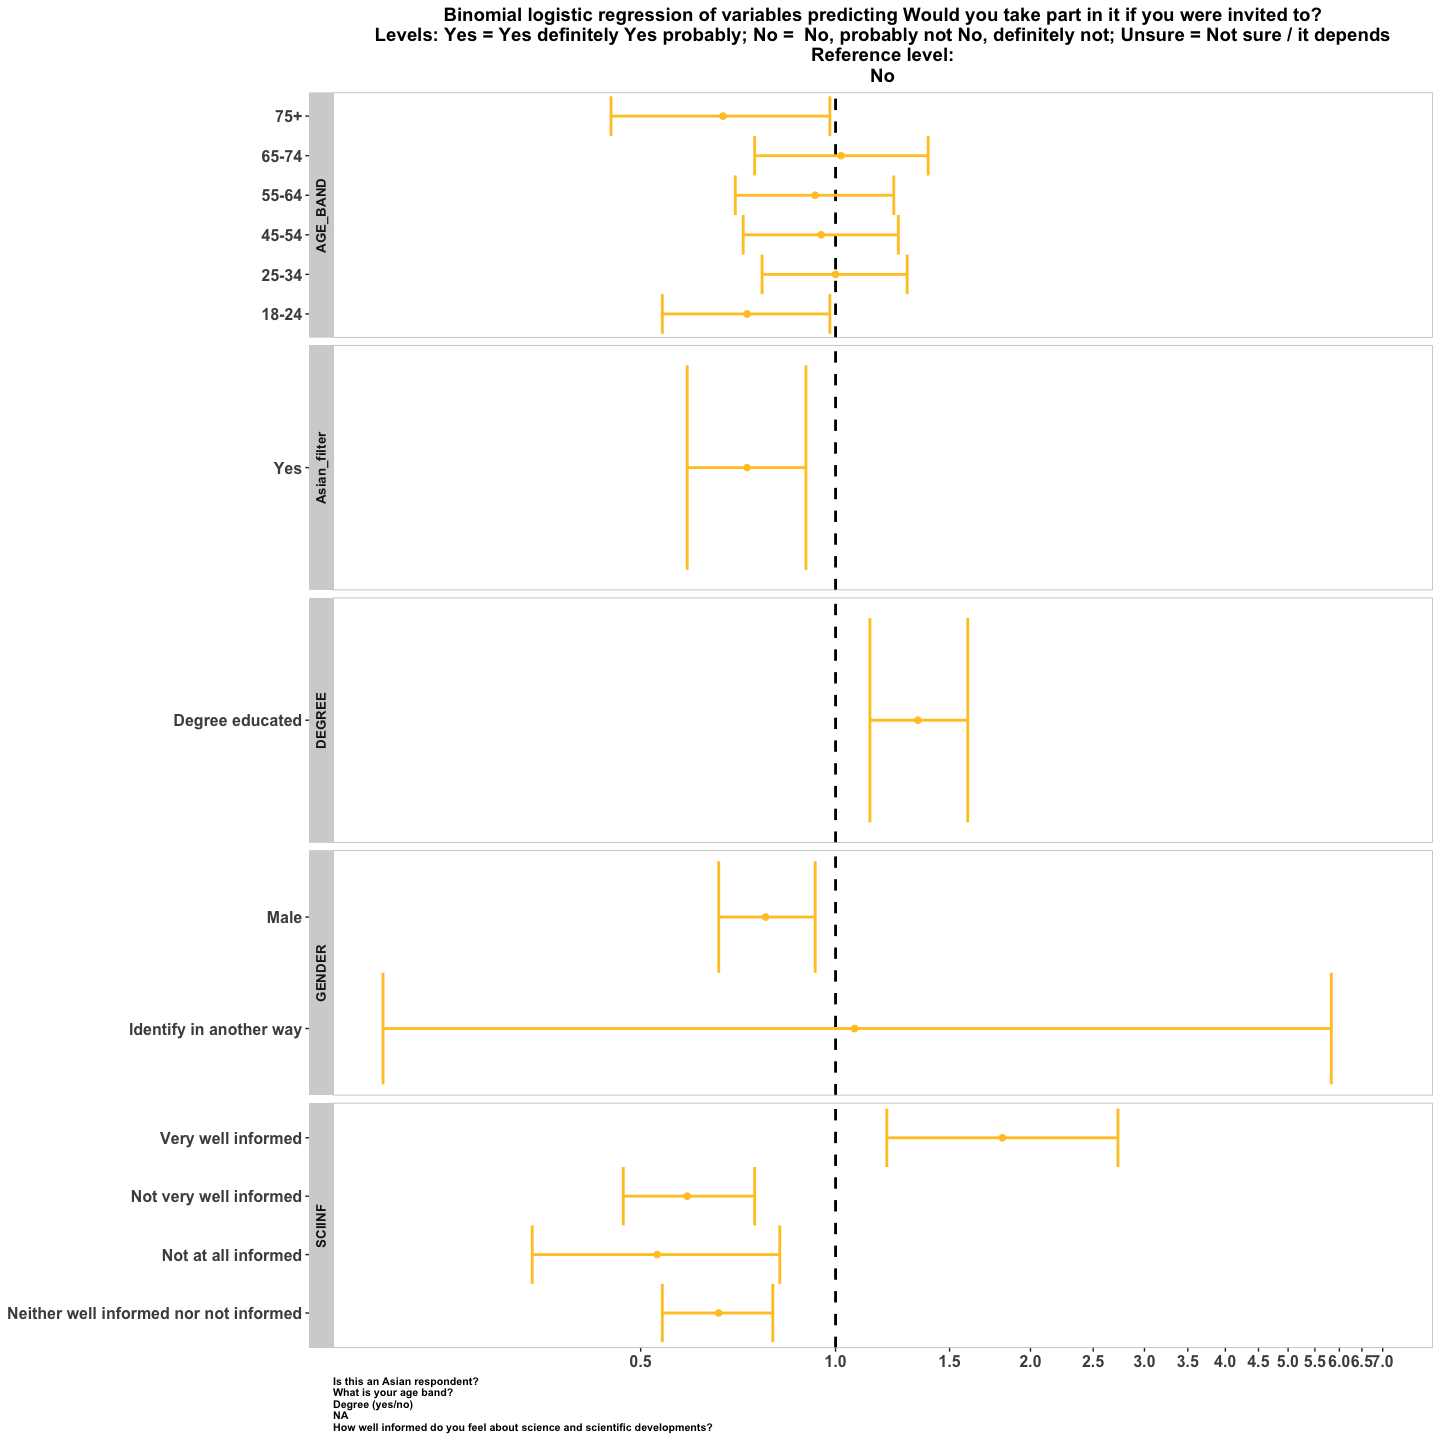 Binomial logistic regression of variables predicting Would you take part in it if you were invited to?
Levels: Yes = Yes definitely Yes probably; No =  No, probably not No, definitely not; Unsure = Not sure / it depends
Reference level:
No
AGE_BAND
75+
65-74
55-64
45-54
25-34
18-24
Asian_filter
Yes
DEGREE
Degree educated
GENDER
Male
Identify in another way
SCIINF
Very well informed
Not very well informed
Not at all informed
Neither well informed nor not informed
0.5 1.0 1.5 2.0 2.5 3.0 3.5 4.0 4.5 5.0 5.5 6.0 6.5 7.0
Is this an Asian respondent?
What is your age band?
Degree (yes/no)
NA
How well informed do you feel about science and scientific developments?